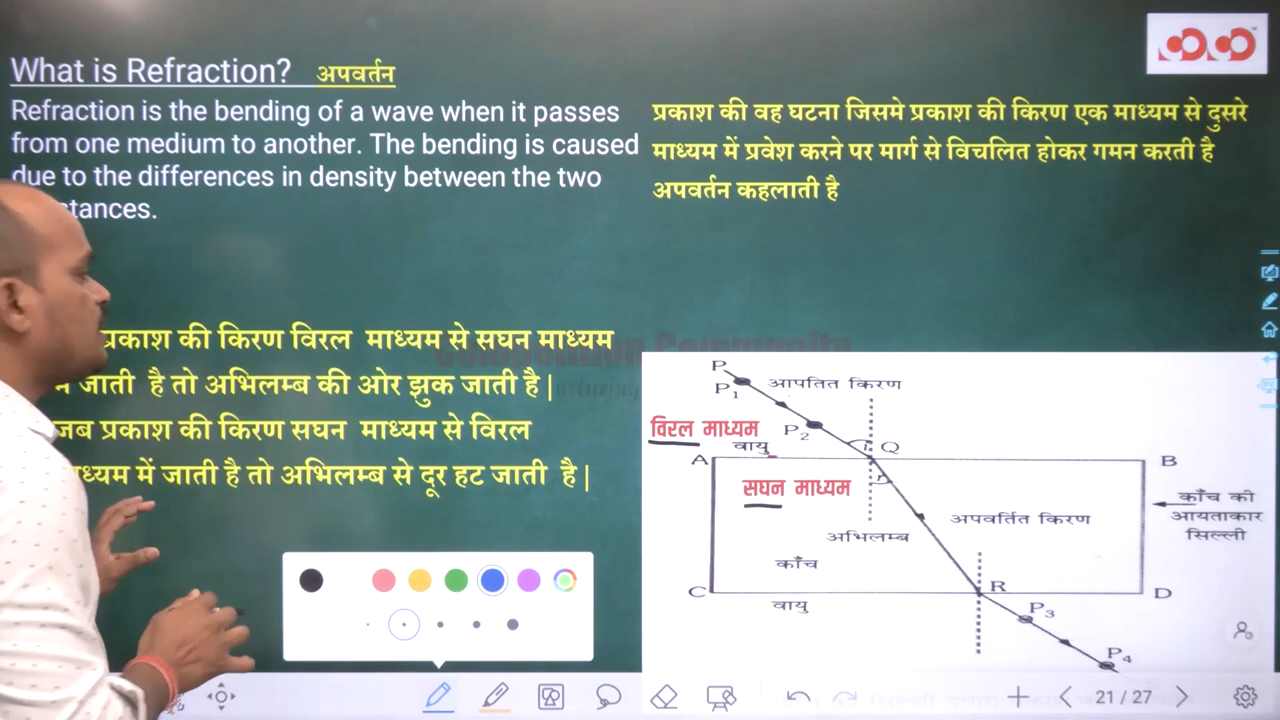 What is Refraction? अपवर्तन
Refraction is the bending of a wave when it passes
from one medium to another. The bending is caused
due to the differences in density between the two
tances.
प्रकाश की वह घटना जिसमे प्रकाश की किरण एक माध्यम से दुसरे
माध्यम में प्रवेश करने पर मार्ग से विचलित होकर गमन करती है
अपवर्तन कहलाती है
प्रकाश की किरण विरल माध्यम से सघन माध्यम
जाती है तो अभिलम्ब की ओर झुक जाती है |
जब प्रकाश की किरण सघन माध्यम से विरल
माध्यम में जाती है तो अभिलम्ब से दूर हट जाती है |
P
P1
आपतित किरण
P2
विरल माध्यम
वायु
i
Q
A
B
r
सघन माध्यम
काँच की
आयताकार
सिल्ली
अपवर्तित किरण
अभिलम्ब
काँच
C
R
D
वायु
P3
P4
21 / 27